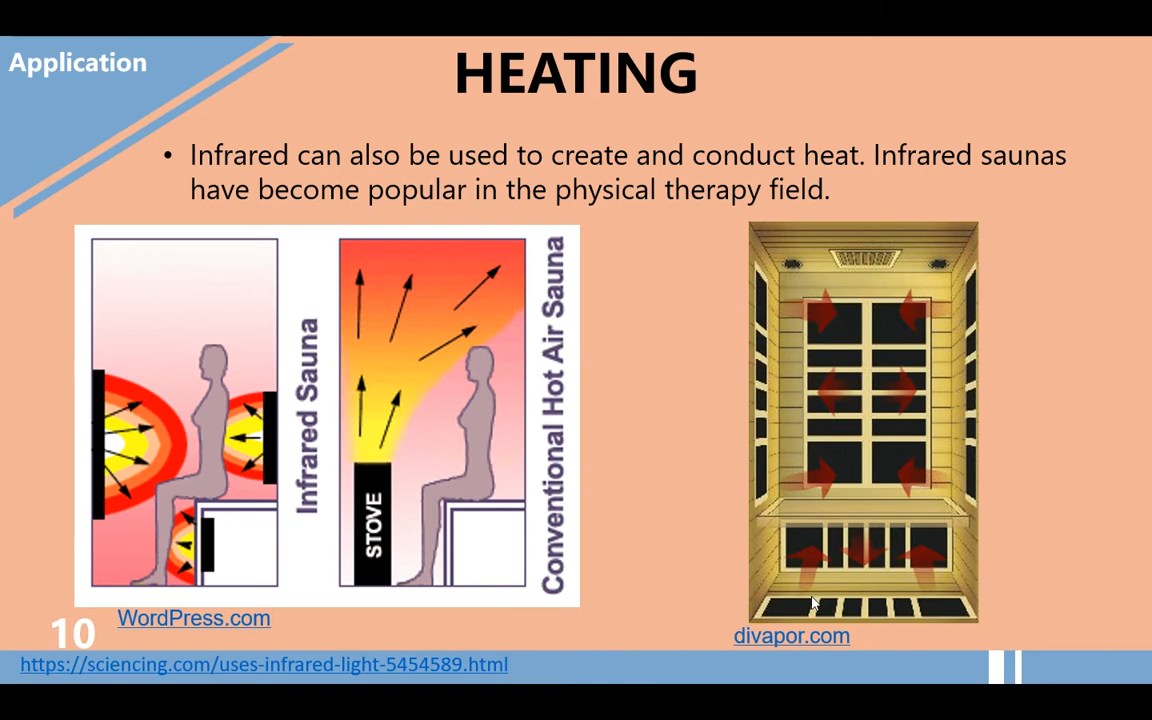 Application
HEATING
• Infrared can also be used to create and conduct heat. Infrared saunas
have become popular in the physical therapy field.
Infrared Sauna
STOVE
Conventional Hot Air Sauna
WordPress.com
divapor.com
10
https://sciencing.com/uses-infrared-light-5454589.html